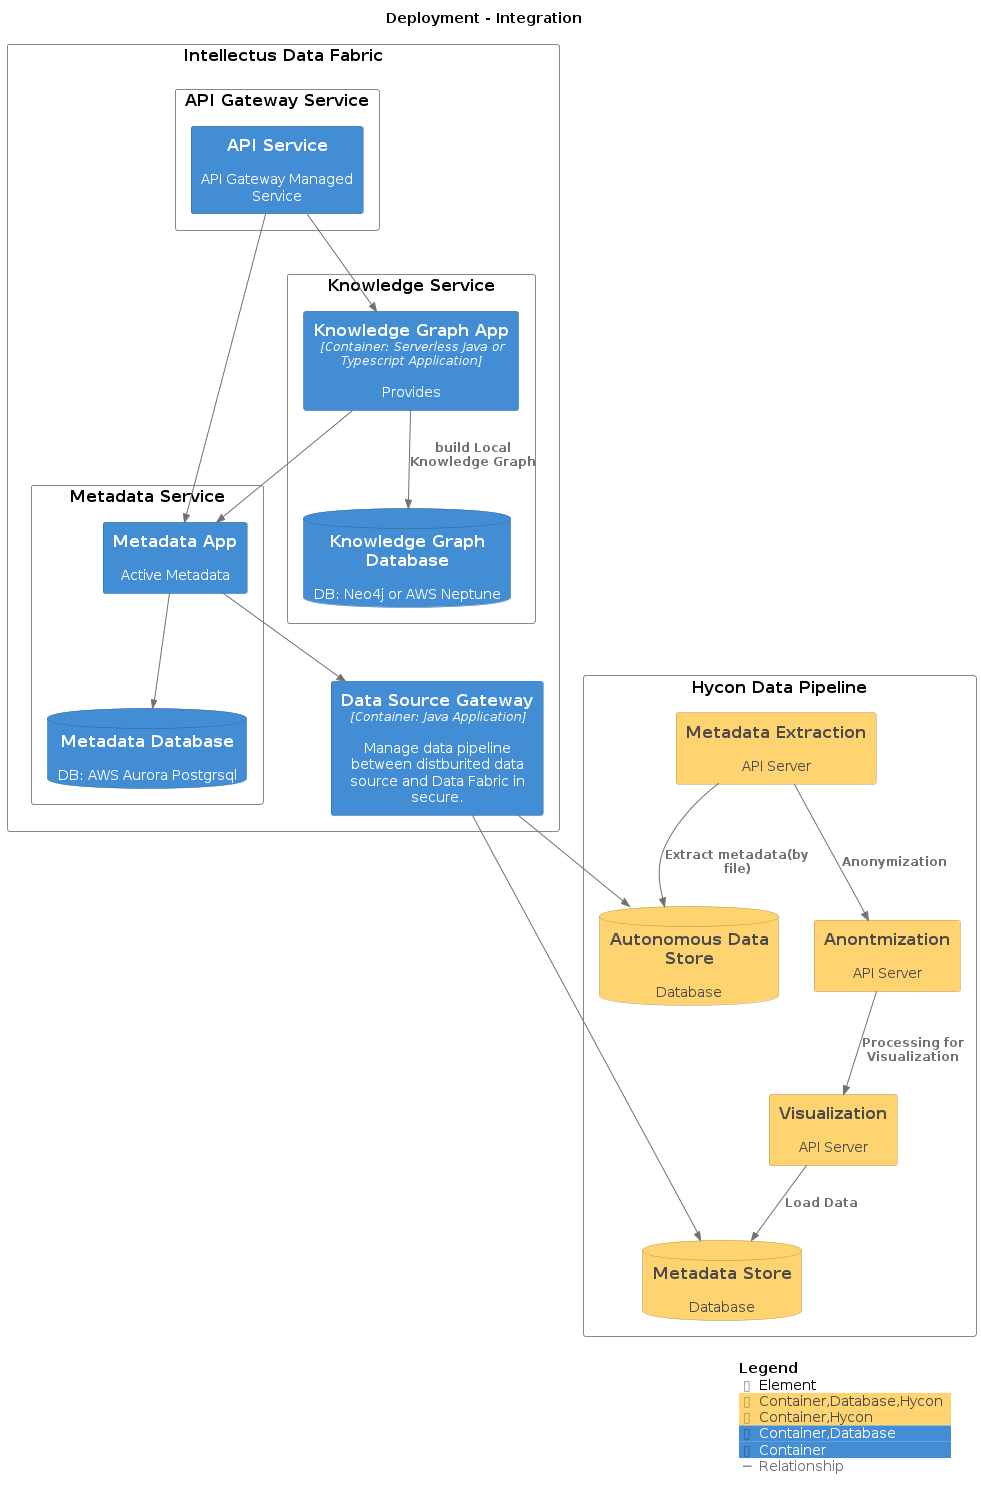 Deployment - Integration
Intellectus Data Fabric
API Gateway Service
API Service
API Gateway Managed
Service
Knowledge Service
Knowledge Graph App
[Container: Serverless Java or
Typescript Application]
Provides
build Local
Knowledge Graph
Metadata Service
Metadata App
Active Metadata
Knowledge Graph
Database
DB: Neo4j or AWS Neptune
Metadata Database
DB: AWS Aurora Postgrsql
Data Source Gateway
[Container: Java Application]
Manage data pipeline
between distburited data
source and Data Fabric in
secure.
Hycon Data Pipeline
Metadata Extraction
API Server
Extract metadata(by
file)
Anonymization
Autonomous Data
Store
Database
Anontmization
API Server
Processing for
Visualization
Visualization
API Server
Load Data
Metadata Store
Database
Legend
Element
Container,Database,Hycon
Container,Hycon
Container,Database
Container
Relationship